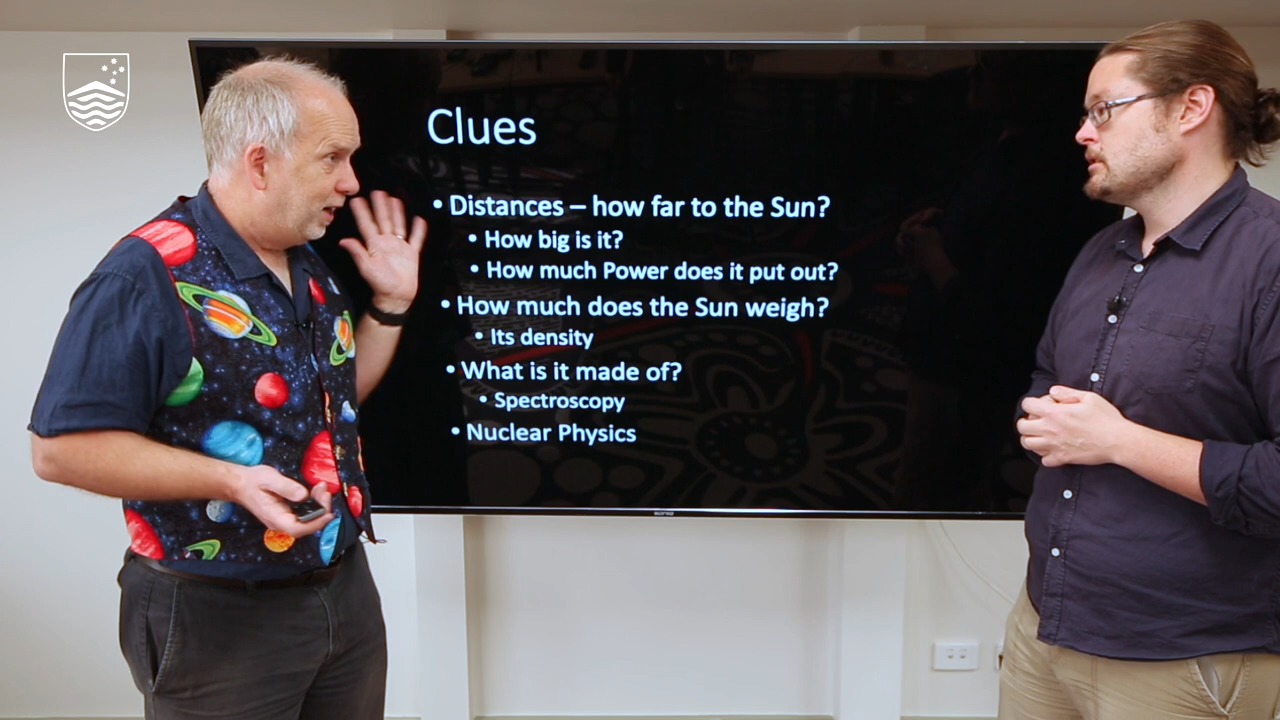 Clues
• Distances – how far to the Sun?
• How big is it?
• How much Power does it put out?
• How much does the Sun weigh?
• Its density
• What is it made of?
• Spectroscopy
• Nuclear Physics